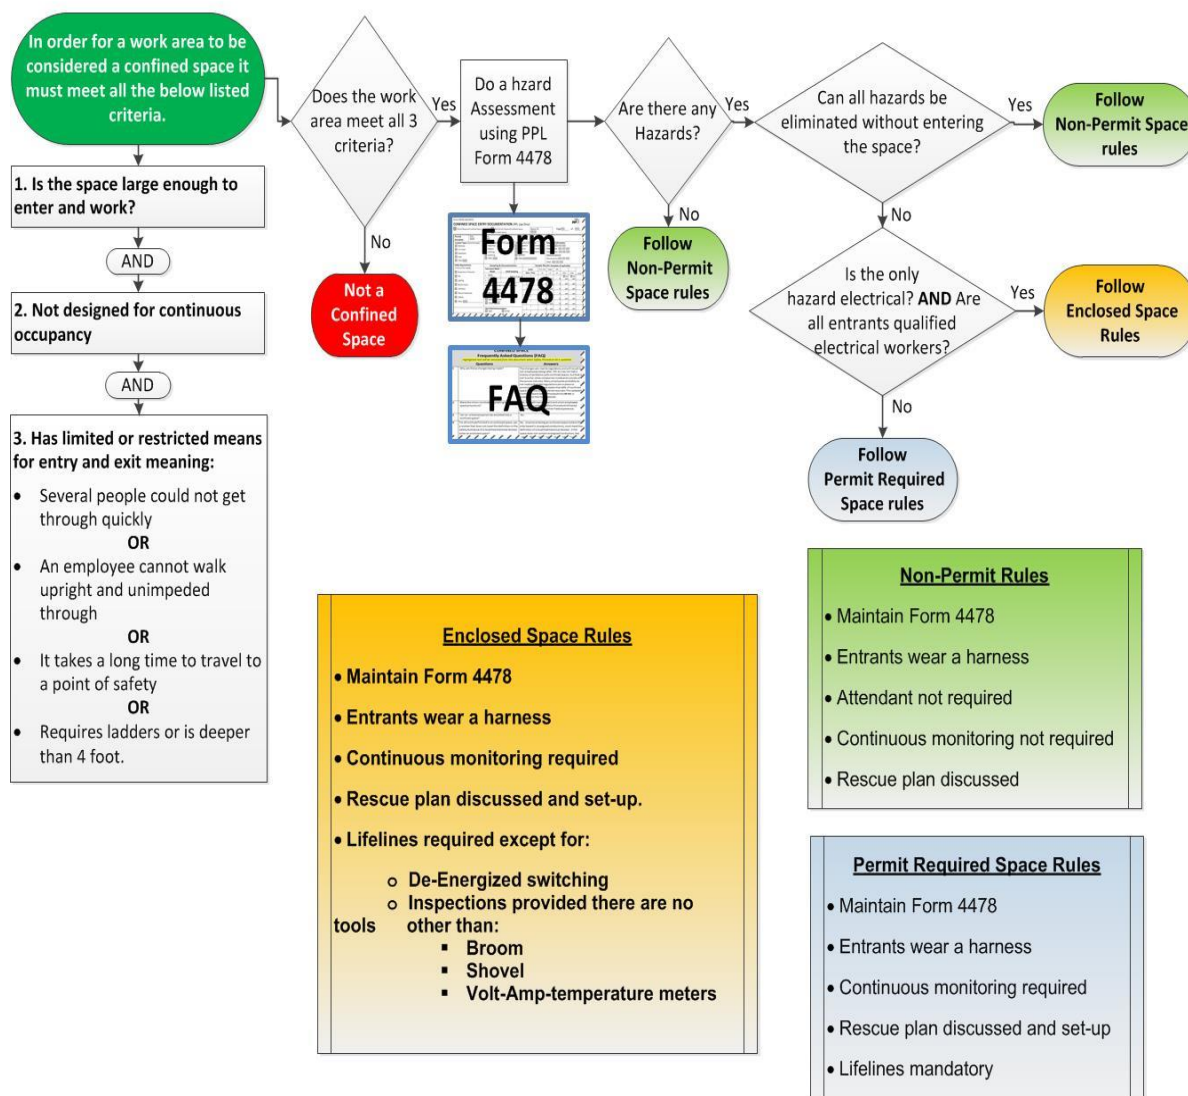 In order for a work area to be
considered a confined space it
must meet all the below listed
criteria.
1. Is the space large enough to
enter and work?
AND
2. Not designed for continuous
occupancy
AND
3. Has limited or restricted means
for entry and exit meaning:
• Several people could not get
through quickly
OR
• An employee cannot walk
upright and unimpeded
through
OR
• It takes a long time to travel to
a point of safety
OR
• Requires ladders or is deeper
than 4 foot.
Does the work
area meet all 3
criteria?
Yes
No
Not a
Confined
Space
Do a hzard
Assessment
using PPL
Form 4478
Form
4478
Frequently Asked Questions (FAQ)
Questions
Answers
FAQ
Are there any
Hazards?
Yes
No
Follow
Non-Permit
Space rules
Can all hazards be
eliminated without entering
the space?
Yes
Follow
Non-Permit Space
rules
No
Is the only
hazard electrical? AND Are
all entrants qualified
electrical workers?
Yes
Follow
Enclosed Space
Rules
No
Follow
Permit Required
Space rules
Enclosed Space Rules
• Maintain Form 4478
• Entrants wear a harness
• Continuous monitoring required
• Rescue plan discussed and set-up.
• Lifelines required except for:
o De-Energized switching
o Inspections provided there are no
tools other than:
▪ Broom
▪ Shovel
▪ Volt-Amp-temperature meters
Non-Permit Rules
• Maintain Form 4478
• Entrants wear a harness
• Attendant not required
• Continuous monitoring not required
• Rescue plan discussed
Permit Required Space Rules
• Maintain Form 4478
• Entrants wear a harness
• Continuous monitoring required
• Rescue plan discussed and set-up
• Lifelines mandatory